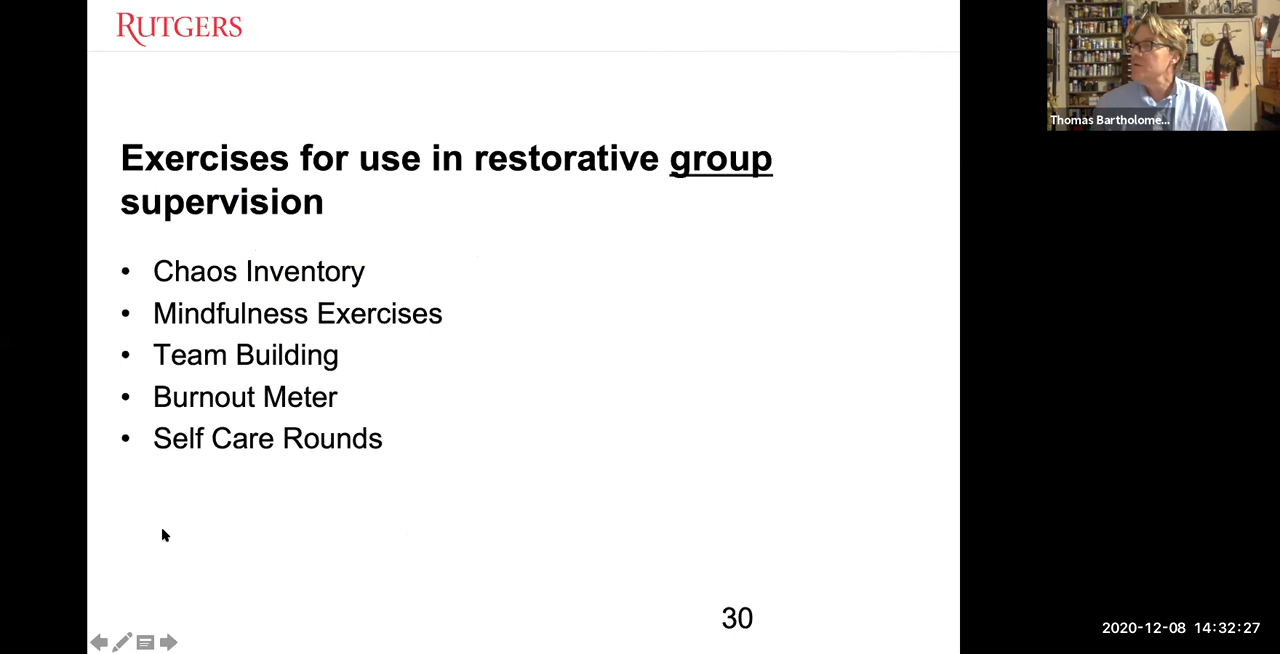 RUTGERS
Thomas Bartholome...
Exercises for use in restorative group
supervision
• Chaos Inventory
• Mindfulness Exercises
• Team Building
• Burnout Meter
• Self Care Rounds
30
2020-12-08 14:32:27